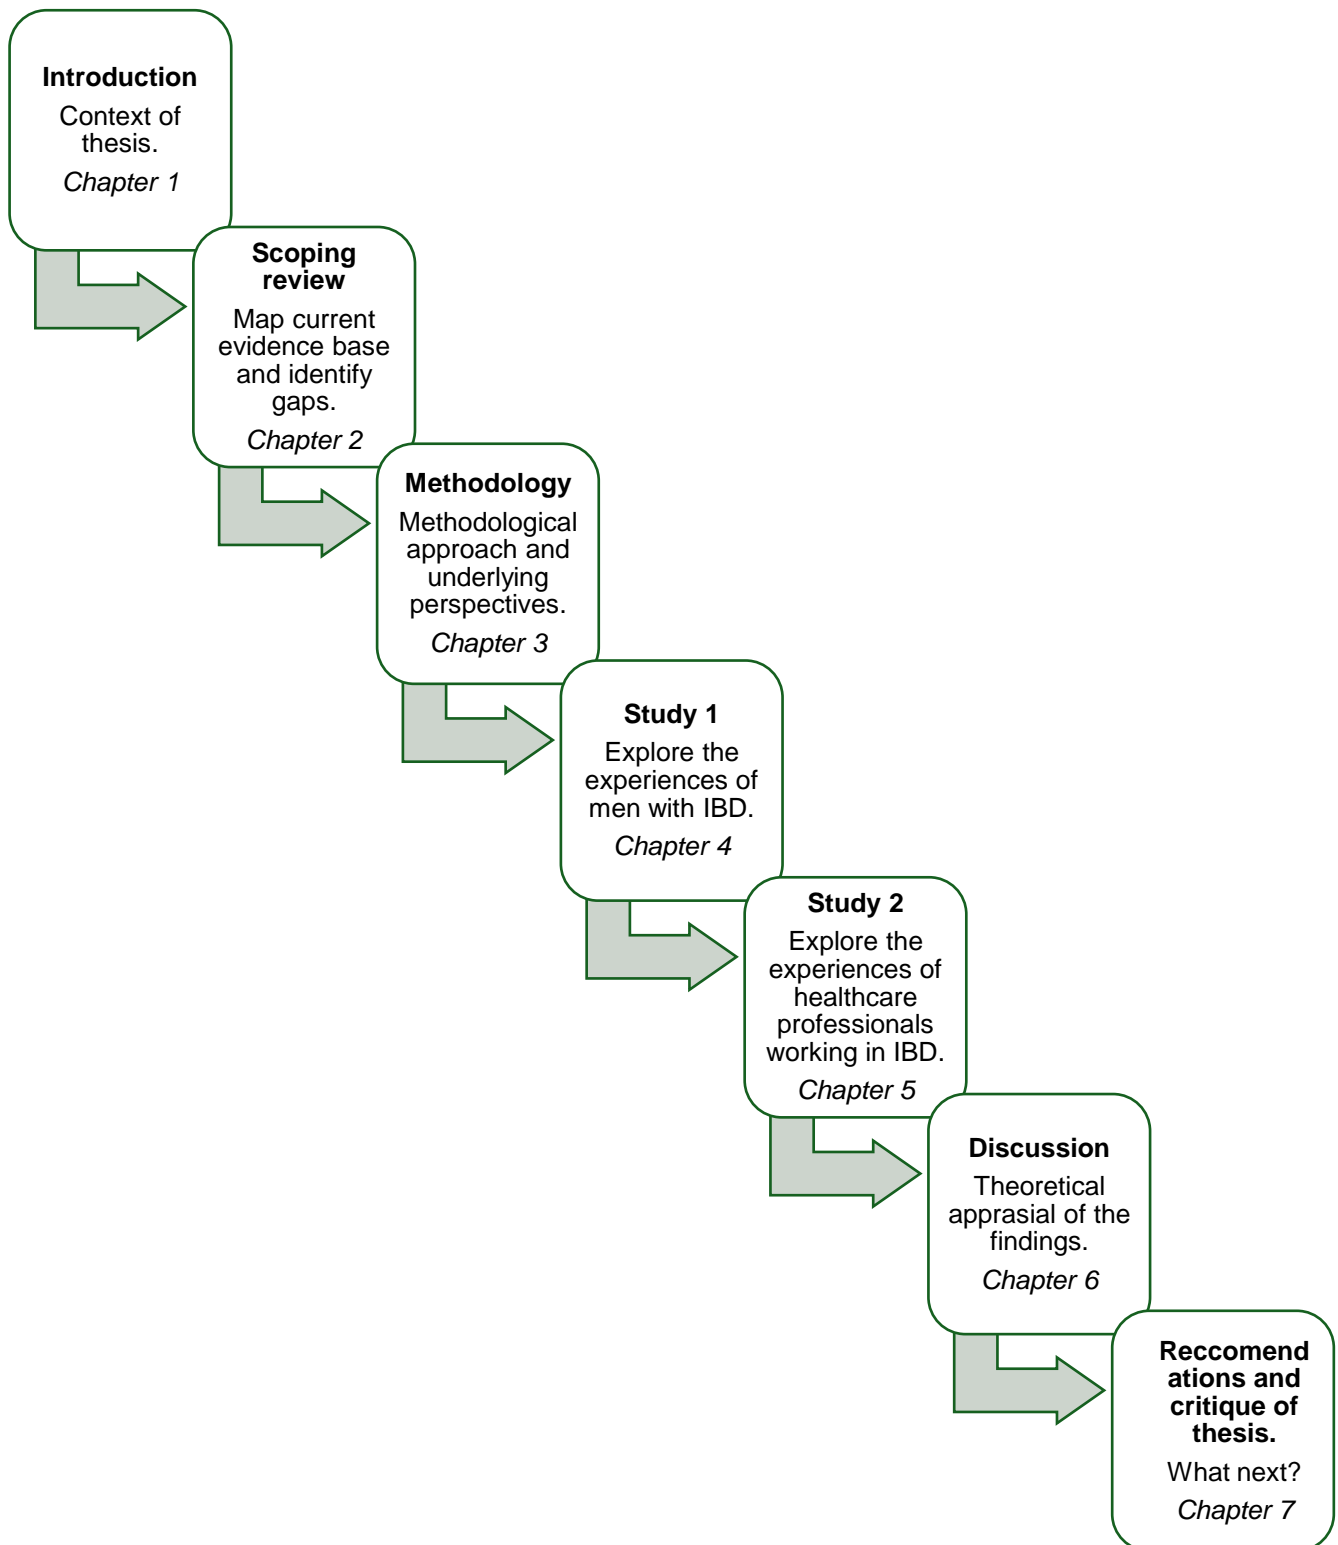 Introduction
Context of
thesis.
Chapter 1
Scoping
review
Map current
evidence base
and identify
gaps.
Chapter 2
Methodology
Methodological
approach and
underlying
perspectives.
Chapter 3
Study 1
Explore the
experiences of
men with IBD.
Chapter 4
Study 2
Explore the
experiences of
healthcare
professionals
working in IBD.
Chapter 5
Discussion
Theoretical
apprasial of the
findings.
Chapter 6
Reccomend
ations and
critique of
thesis.
What next?
Chapter 7